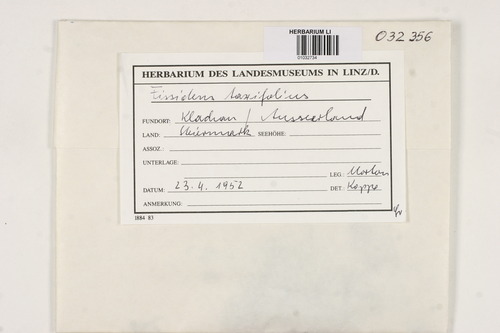 HERBARIUM LI
01032734
032 356
HERBARIUM DES LANDESMUSEUMS IN LINZ/D.
Fissidens taxifolius
FUNDORT: Klachau / Ausseerland
LAND: Steiermark SEEHÖHE:
ASSOZ.:
UNTERLAGE:
LEG.: Morton
DATUM: 23. 4. 1952 DET.: Koppe
ANMERKUNG:
1884 83